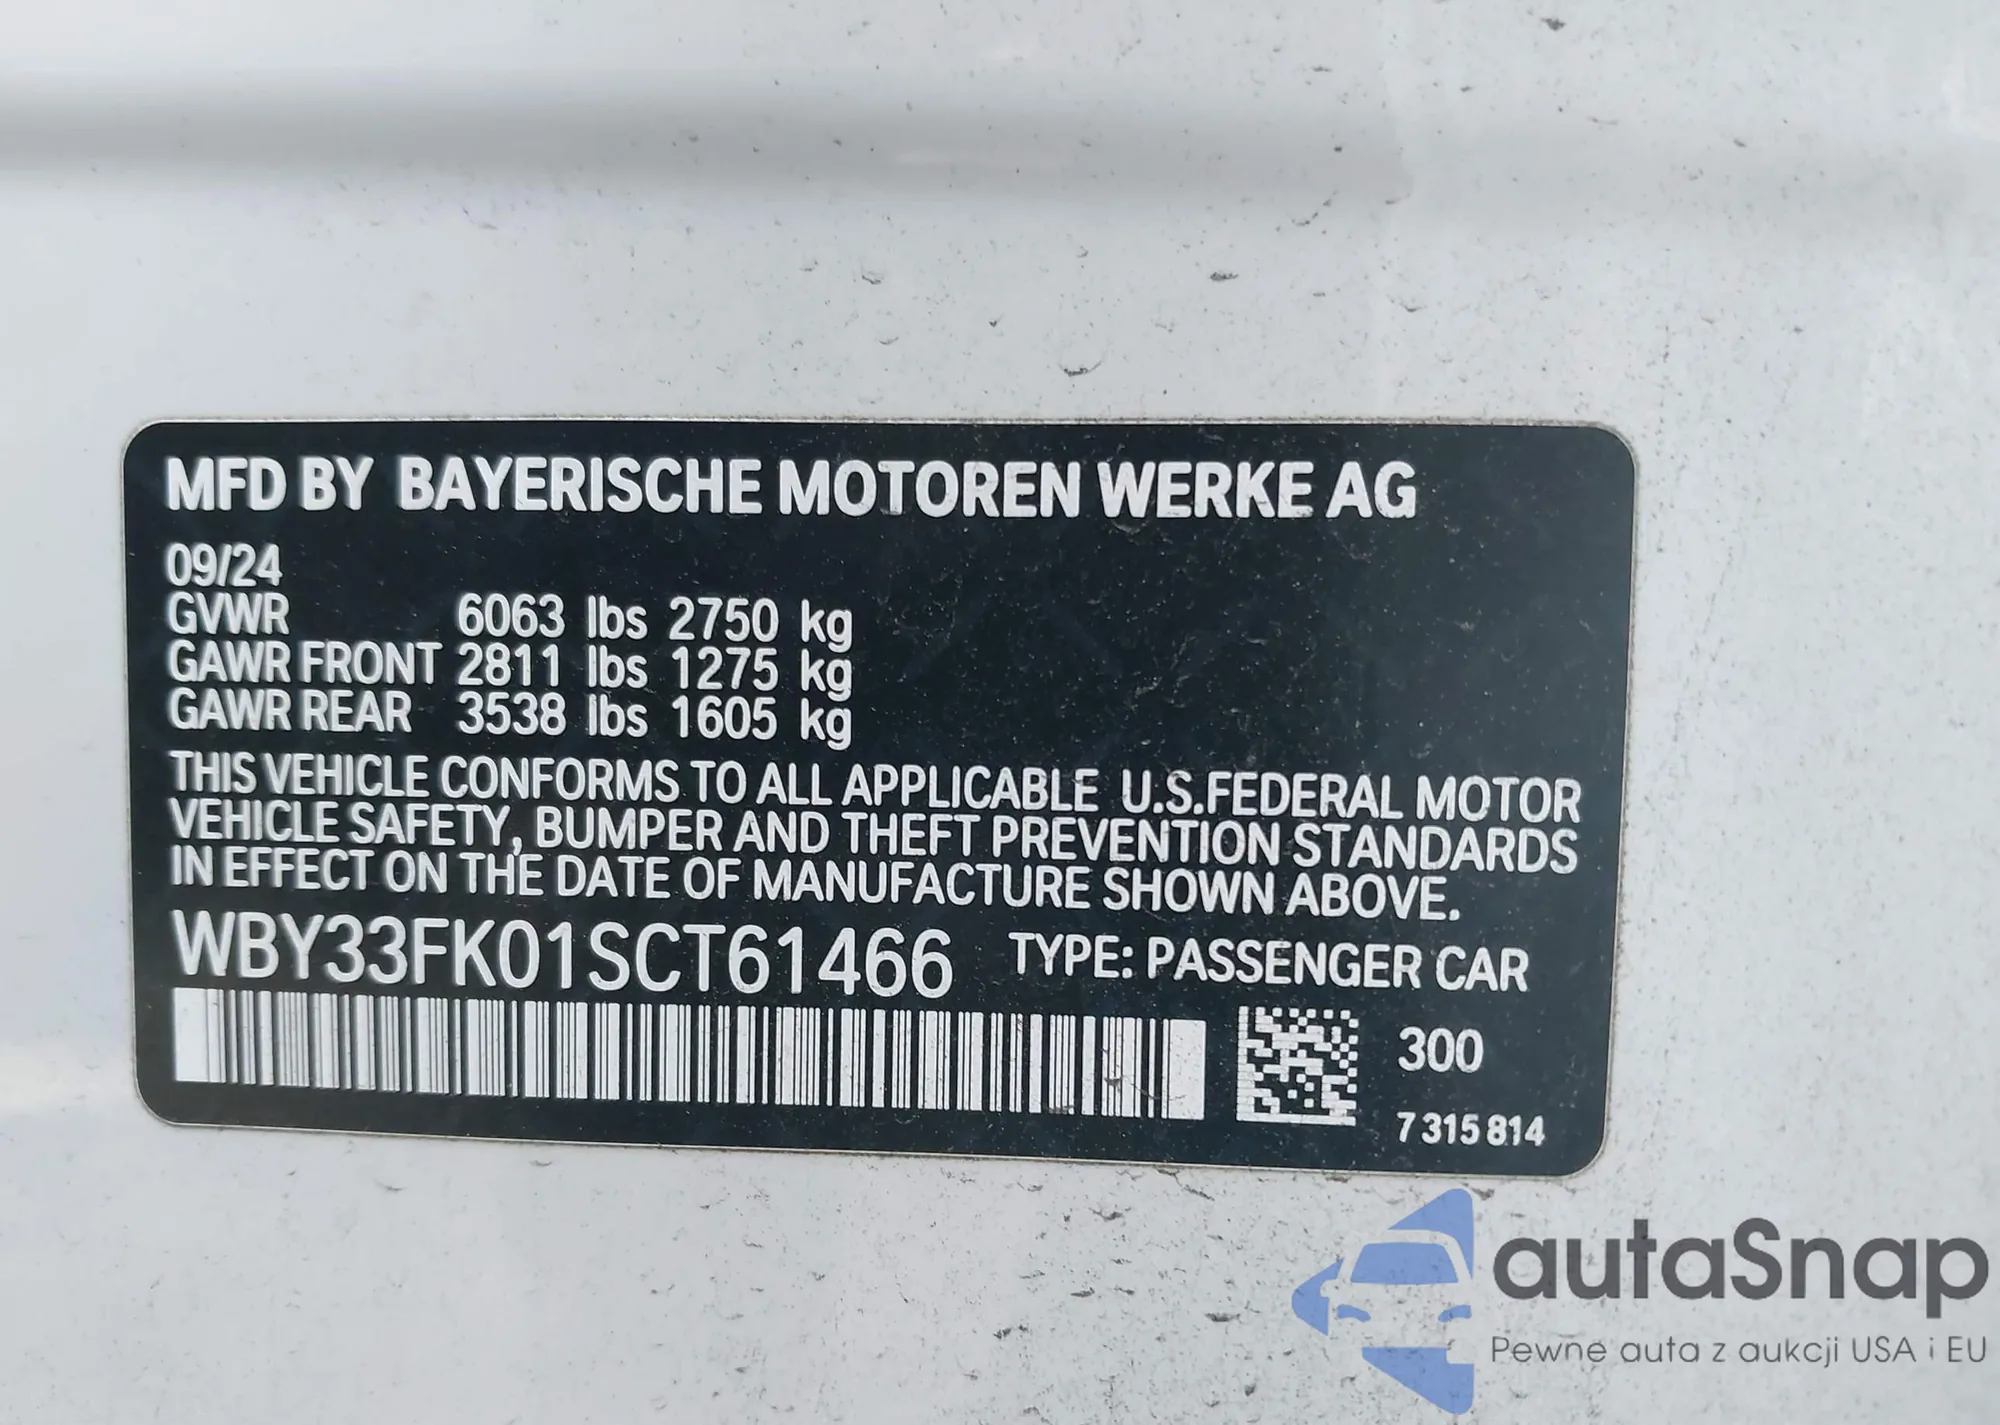 MFD BY BAYERISCHE MOTOREN WERKE AG
09/24
GVWR 6063 lbs 2750 kg
GAWR FRONT 2811 lbs 1275 kg
GAWR REAR 3538 lbs 1605 kg
THIS VEHICLE CONFORMS TO ALL APPLICABLE U.S.FEDERAL MOTOR
VEHICLE SAFETY, BUMPER AND THEFT PREVENTION STANDARDS
IN EFFECT ON THE DATE OF MANUFACTURE SHOWN ABOVE.
WBY33FK01SCT61466 TYPE: PASSENGER CAR
300
7 315 814
autaSnap
Pewne auta z aukcji USA i EU